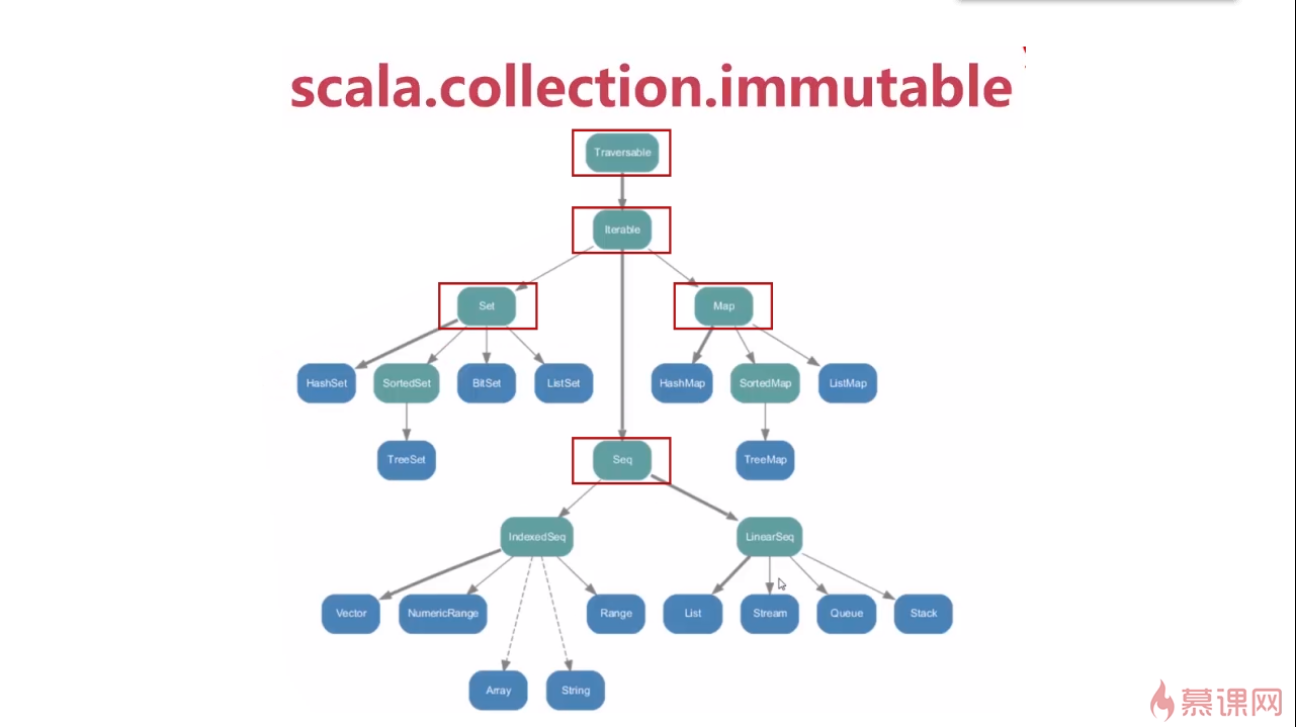 scala.collection.immutable
Traversable
Iterable
Set
Map
HashSet
SortedSet
BitSet
ListSet
HashMap
SortedMap
ListMap
TreeSet
Seq
TreeMap
IndexedSeq
LinearSeq
Vector
NumericRange
Range
List
Stream
Queue
Stack
Array
String
慕课网